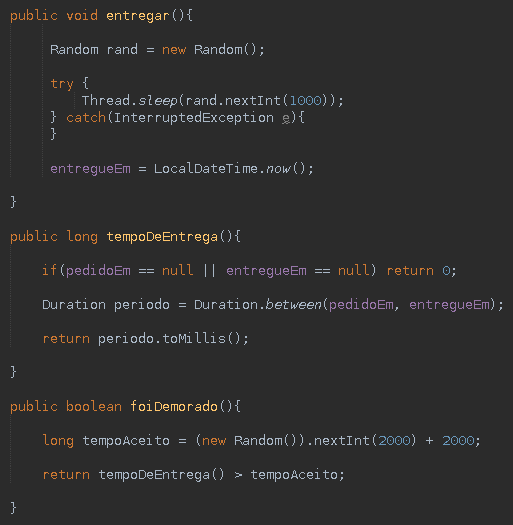 public void entregar(){
Random rand = new Random();
try {
Thread.sleep(rand.nextInt(1000));
} catch(InterruptedException e){
}
entregueEm = LocalDateTime.now();
}
public long tempoDeEntrega(){
if(pedidoEm == null || entregueEm == null) return 0;
Duration periodo = Duration.between(pedidoEm, entregueEm);
return periodo.toMillis();
}
public boolean foiDemorado(){
long tempoAceito = (new Random()).nextInt(2000) + 2000;
return tempoDeEntrega() > tempoAceito;
}